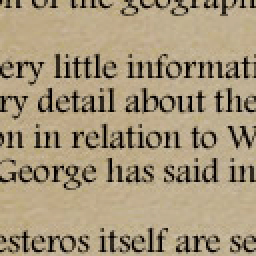 on of the geograph
ery little informati
ry detail about the
on in relation to W
George has said in
esteros itself are se